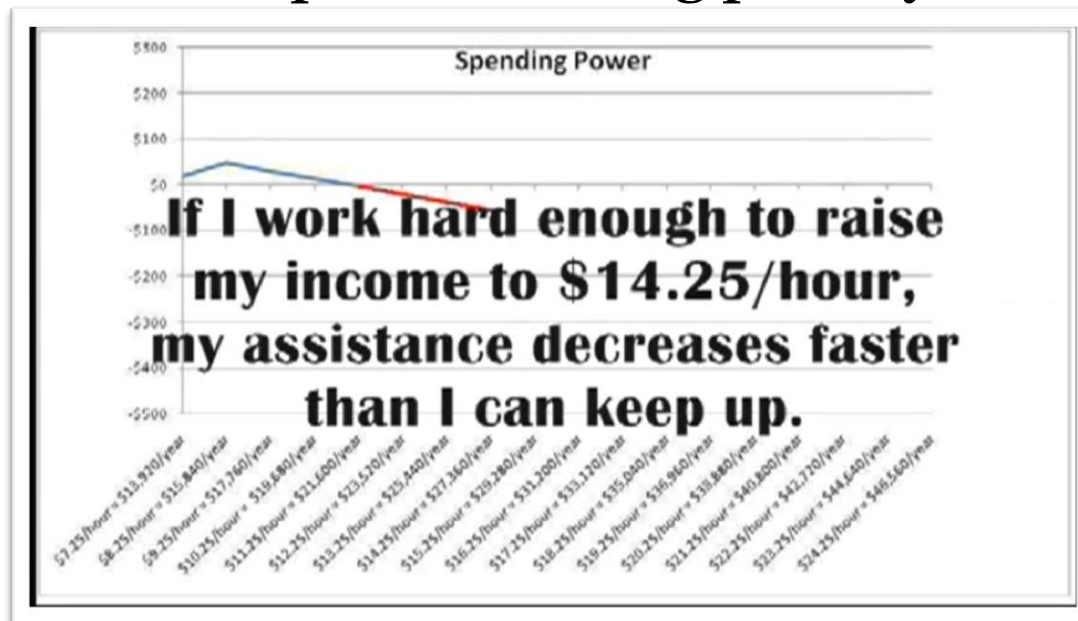 Spending Power
$300
$200
$100
$0
-$100
-$200
-$300
-$400
-$500
If I work hard enough to raise
my income to $14.25/hour,
my assistance decreases faster
than I can keep up.
$7.25/hour = $13,920/year
$8.25/hour = $15,840/year
$9.25/hour = $17,760/year
$10.25/hour = $19,680/year
$11.25/hour = $21,600/year
$12.25/hour = $23,520/year
$13.25/hour = $25,440/year
$14.25/hour = $27,360/year
$15.25/hour = $29,280/year
$16.25/hour = $31,200/year
$17.25/hour = $33,120/year
$18.25/hour = $35,040/year
$19.25/hour = $36,960/year
$20.25/hour = $38,880/year
$21.25/hour = $40,800/year
$22.25/hour = $42,720/year
$23.25/hour = $44,640/year
$24.25/hour = $46,560/year